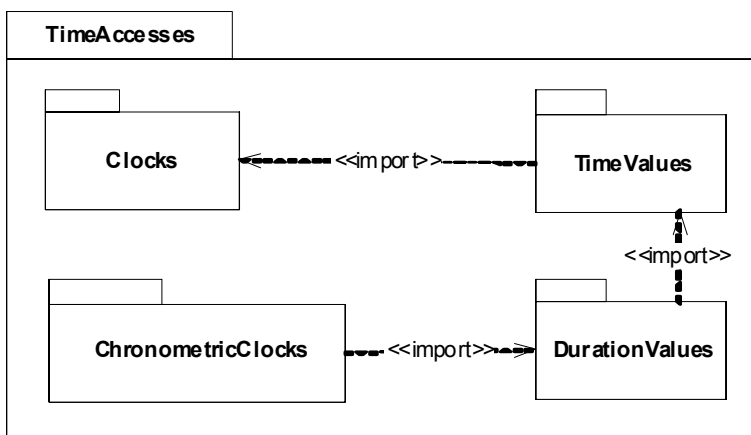 TimeAccesses
Clocks
<<import>>
TimeValues
<<import>>
ChronometricClocks
<<import>>
DurationValues